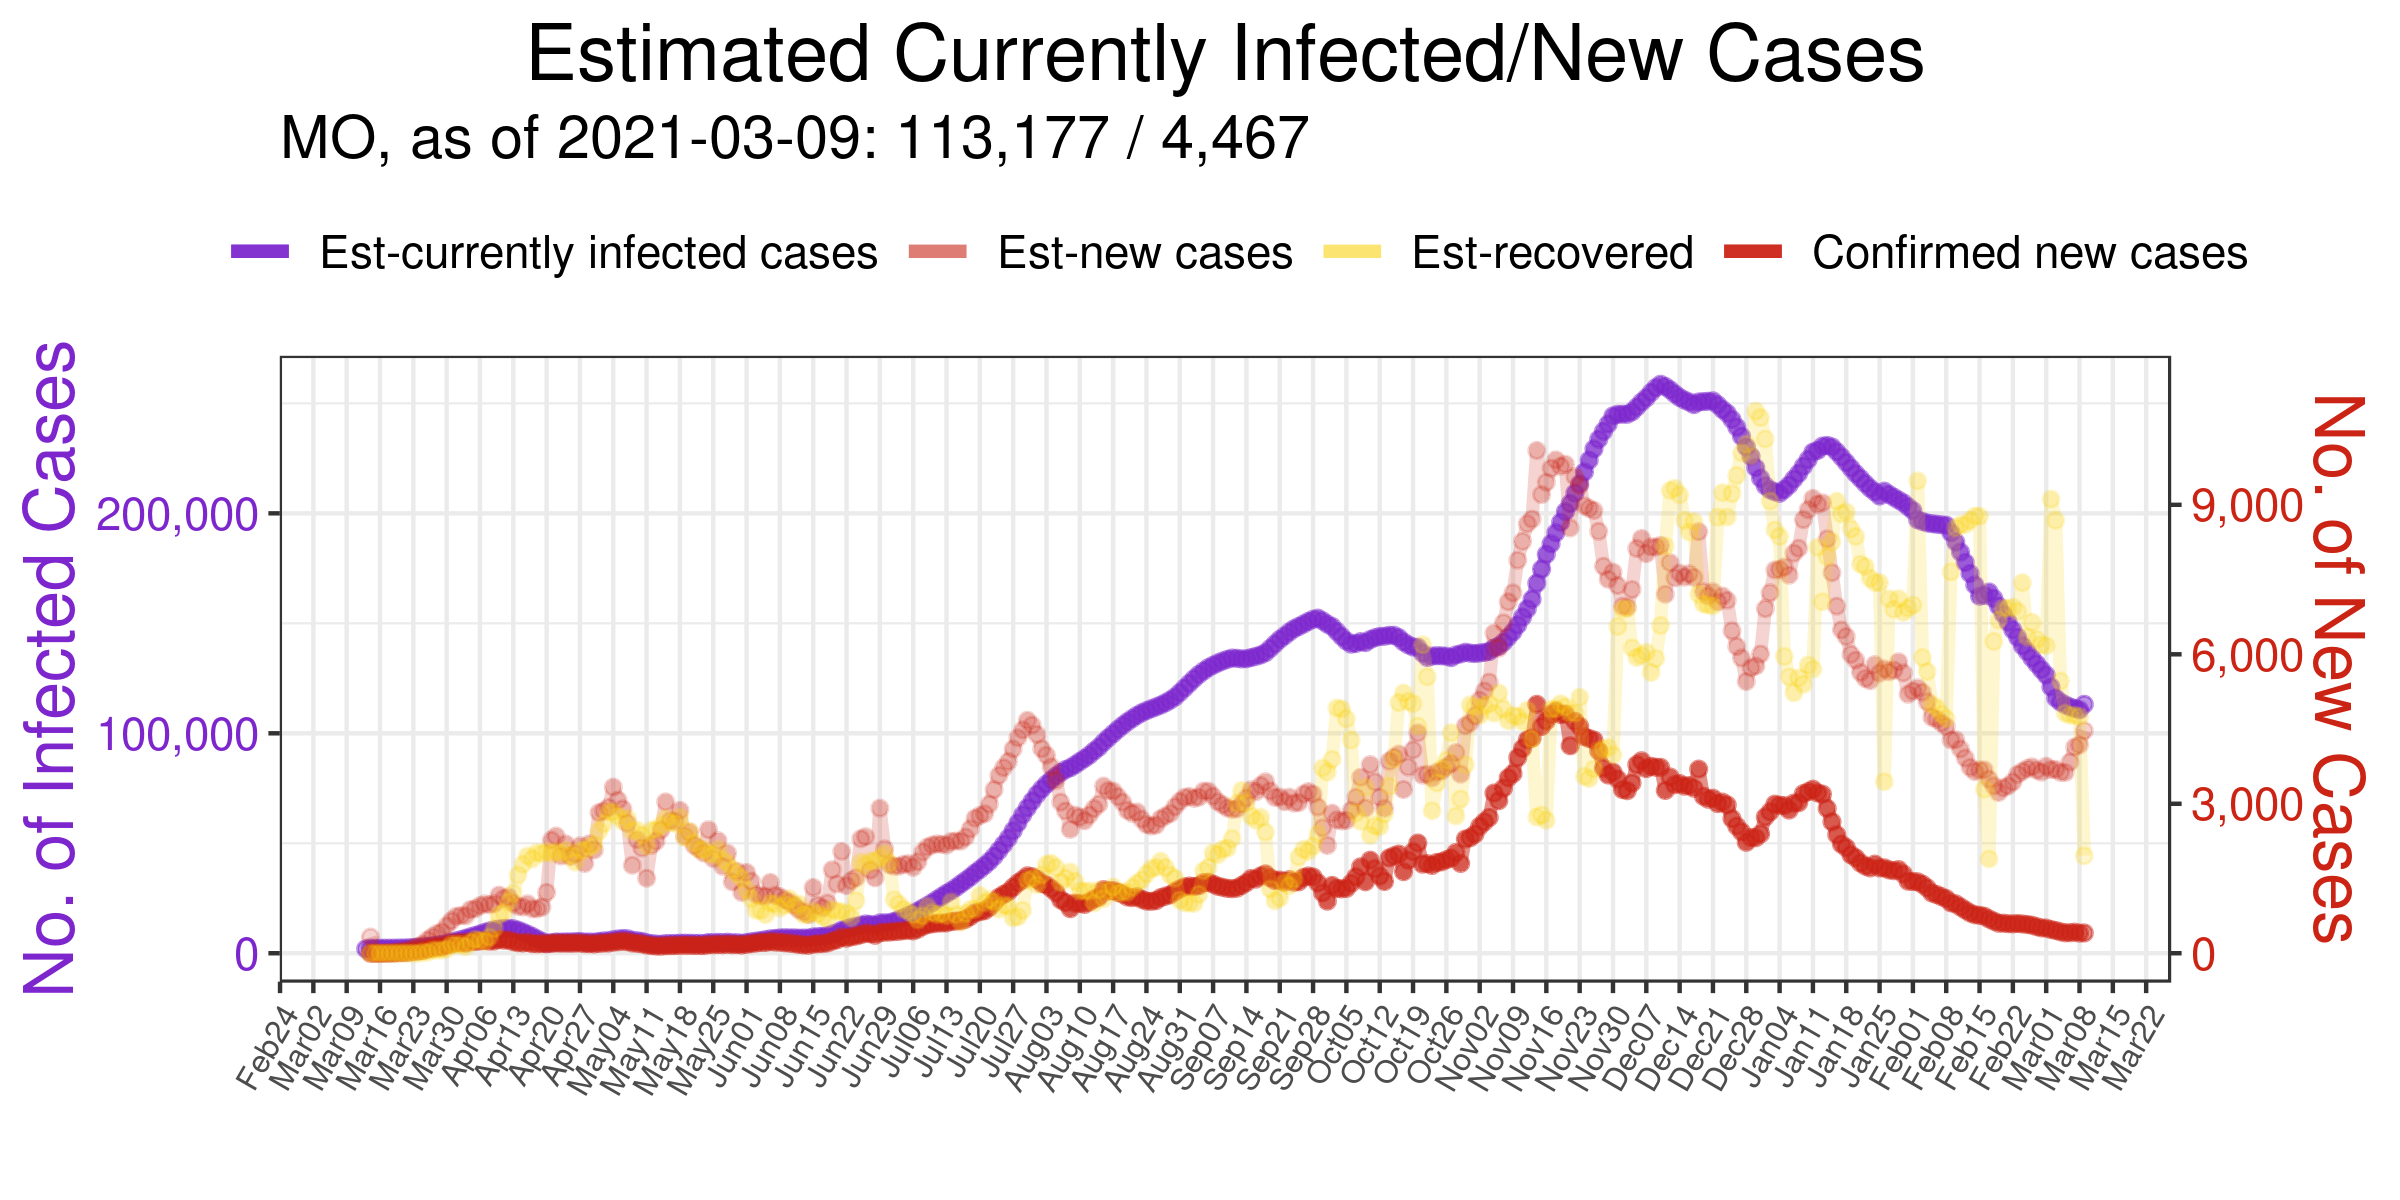 Estimated Currently Infected/New Cases
MO, as of 2021-03-09: 113,177 / 4,467
Est-currently infected cases Est-new cases Est-recovered Confirmed new cases
No. of Infected Cases
200,000
100,000
0
No. of New Cases
9,000
6,000
3,000
0
Feb24 Mar02 Mar09 Mar16 Mar23 Mar30 Apr06 Apr13 Apr20 Apr27 May04 May11 May18 May25 Jun01 Jun08 Jun15 Jun22 Jun29 Jul06 Jul13 Jul20 Jul27 Aug03 Aug10 Aug17 Aug24 Aug31 Sep07 Sep14 Sep21 Sep28 Oct05 Oct12 Oct19 Oct26 Nov02 Nov09 Nov16 Nov23 Nov30 Dec07 Dec14 Dec21 Dec28 Jan04 Jan11 Jan18 Jan25 Feb01 Feb08 Feb15 Feb22 Mar01 Mar08 Mar15 Mar22